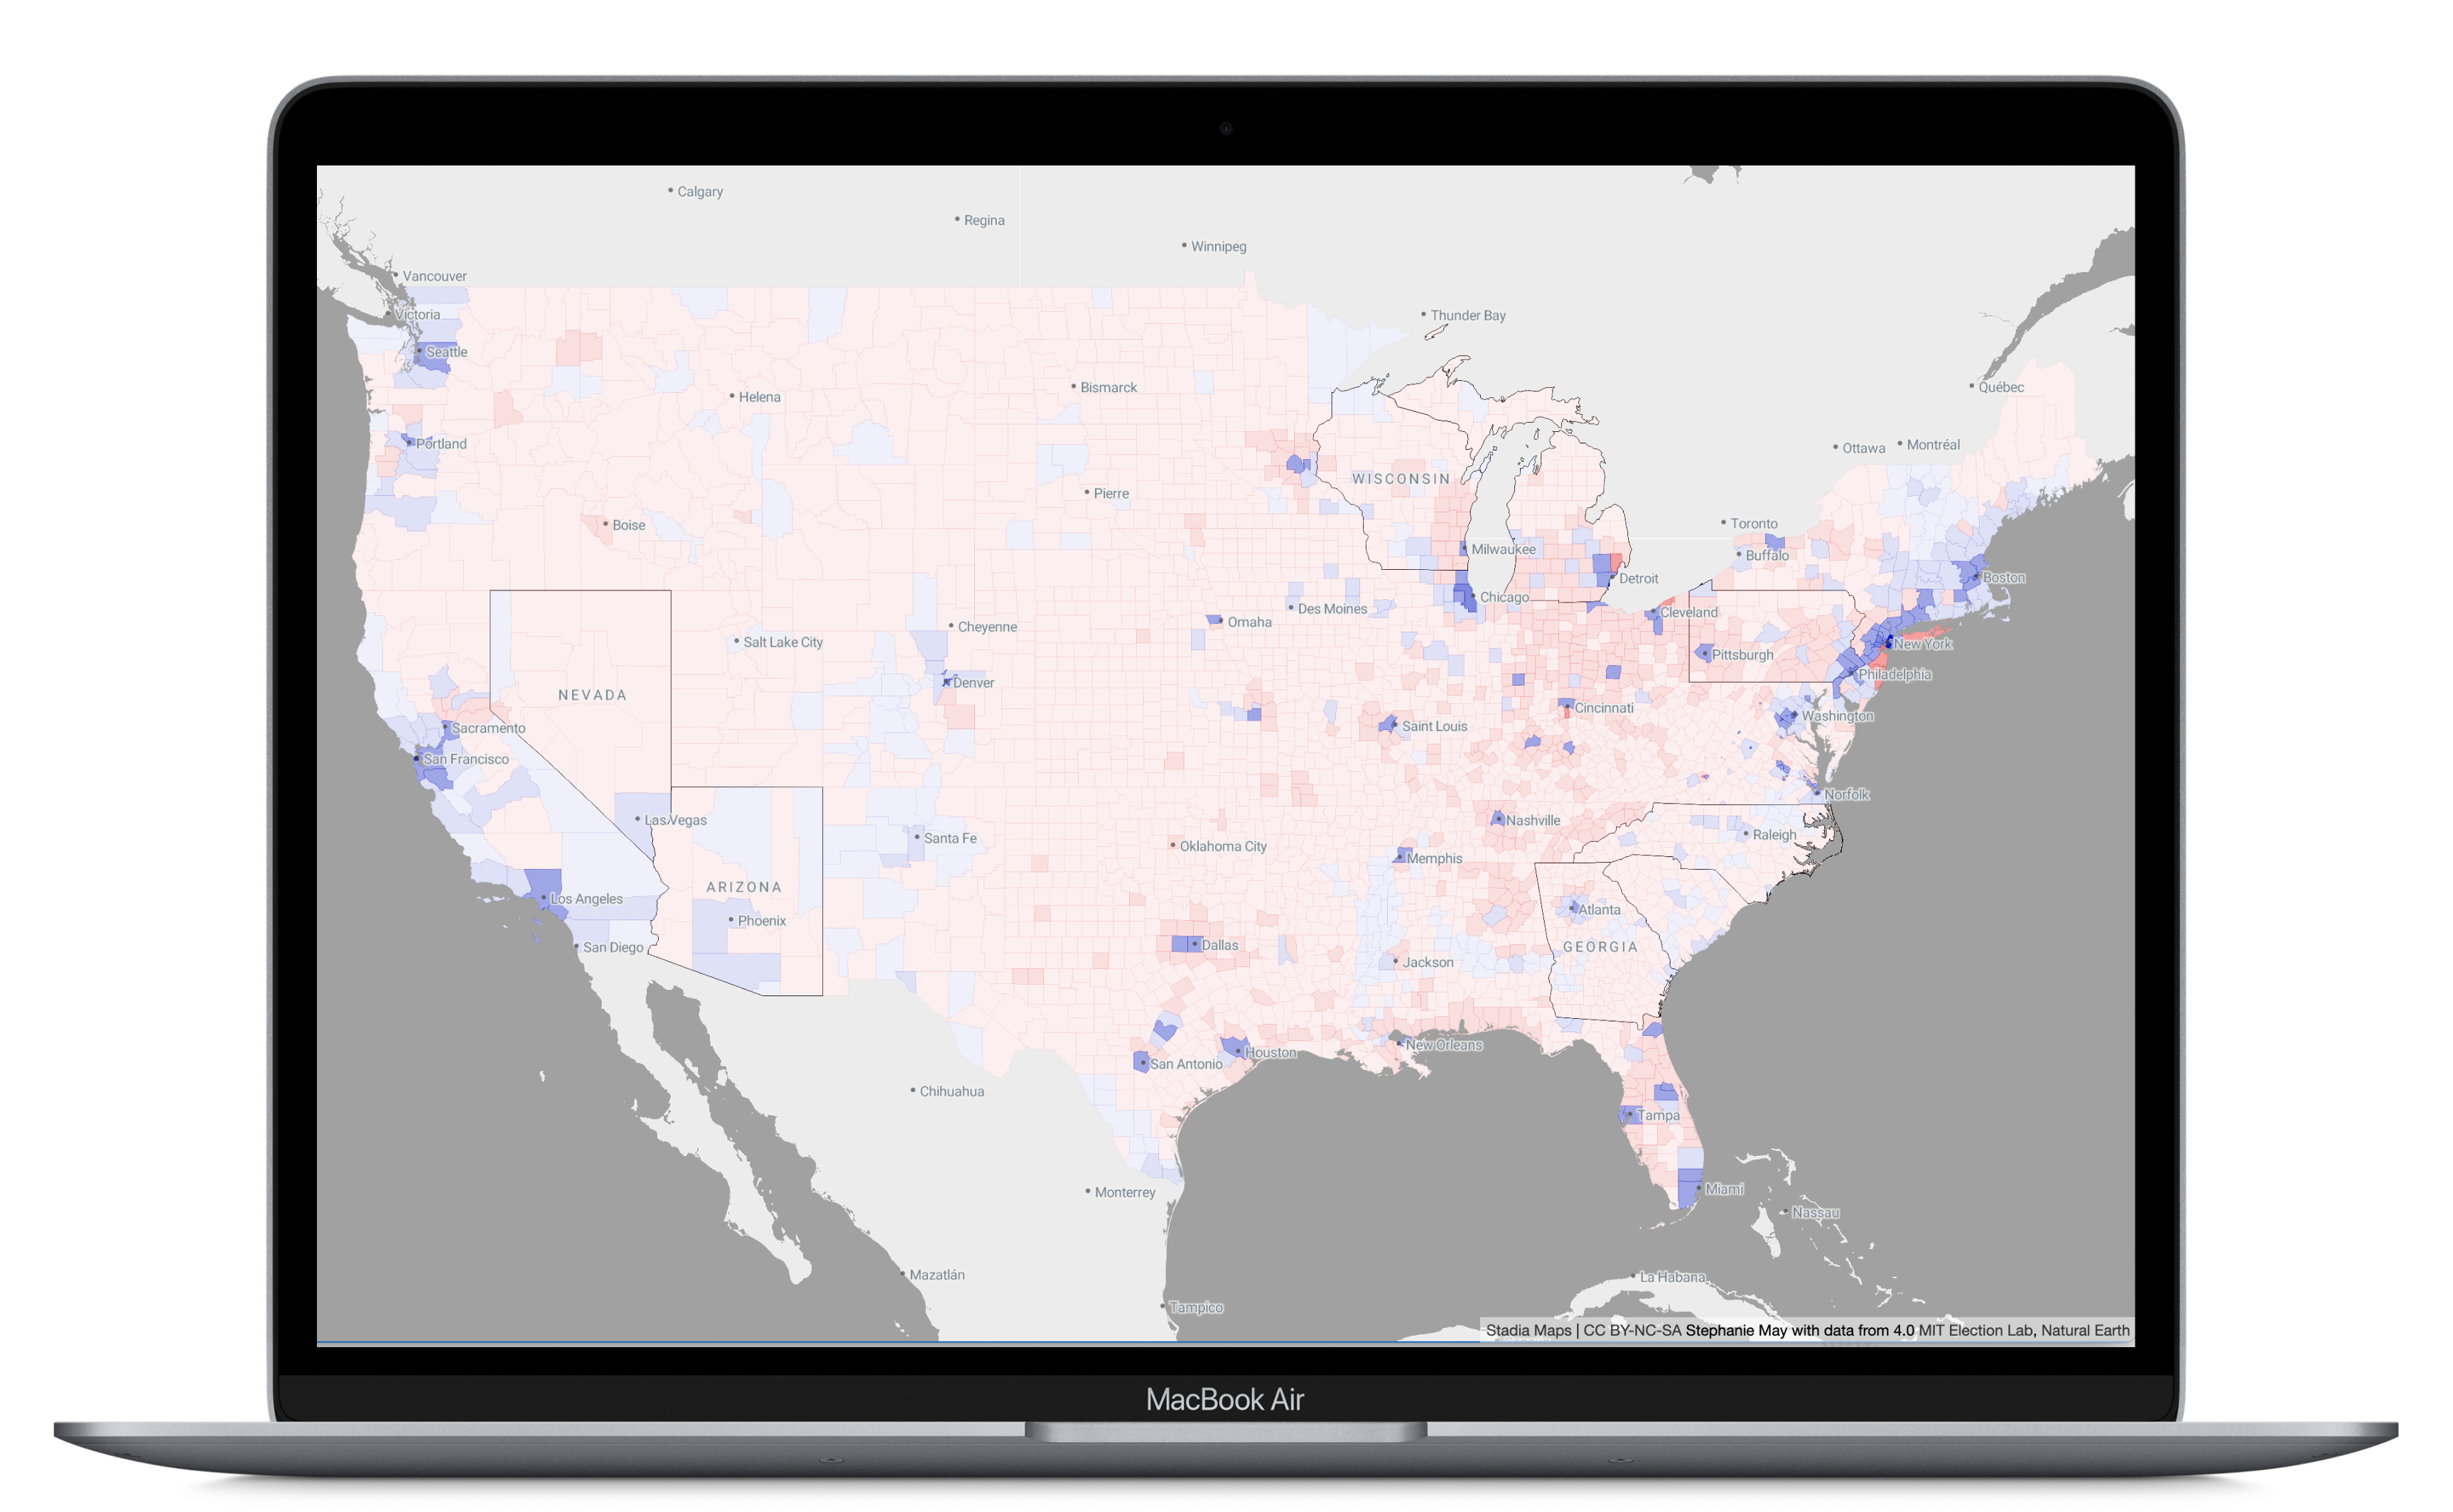 Calgary
Regina
Winnipeg
Vancouver
Victoria
Thunder Bay
Seattle
Helena
Bismarck
Québec
Portland
Ottawa
Montréal
WISCONSIN
Pierre
Boise
Toronto
Milwaukee
Buffalo
Detroit
Boston
Chicago
Des Moines
Cleveland
Omaha
Cheyenne
Salt Lake City
New York
Pittsburgh
Denver
Philadelphia
NEVADA
Cincinnati
Washington
Sacramento
Saint Louis
San Francisco
Norfolk
Las Vegas
Nashville
Raleigh
Santa Fe
Oklahoma City
Memphis
ARIZONA
Los Angeles
Atlanta
Phoenix
San Diego
Dallas
GEORGIA
Jackson
New Orleans
Houston
San Antonio
Chihuahua
Tampa
Monterrey
Miami
Nassau
Mazatlán
La Habana
Tampico
Stadia Maps | CC BY-NC-SA Stephanie May with data from 4.0 MIT Election Lab, Natural Earth
MacBook Air